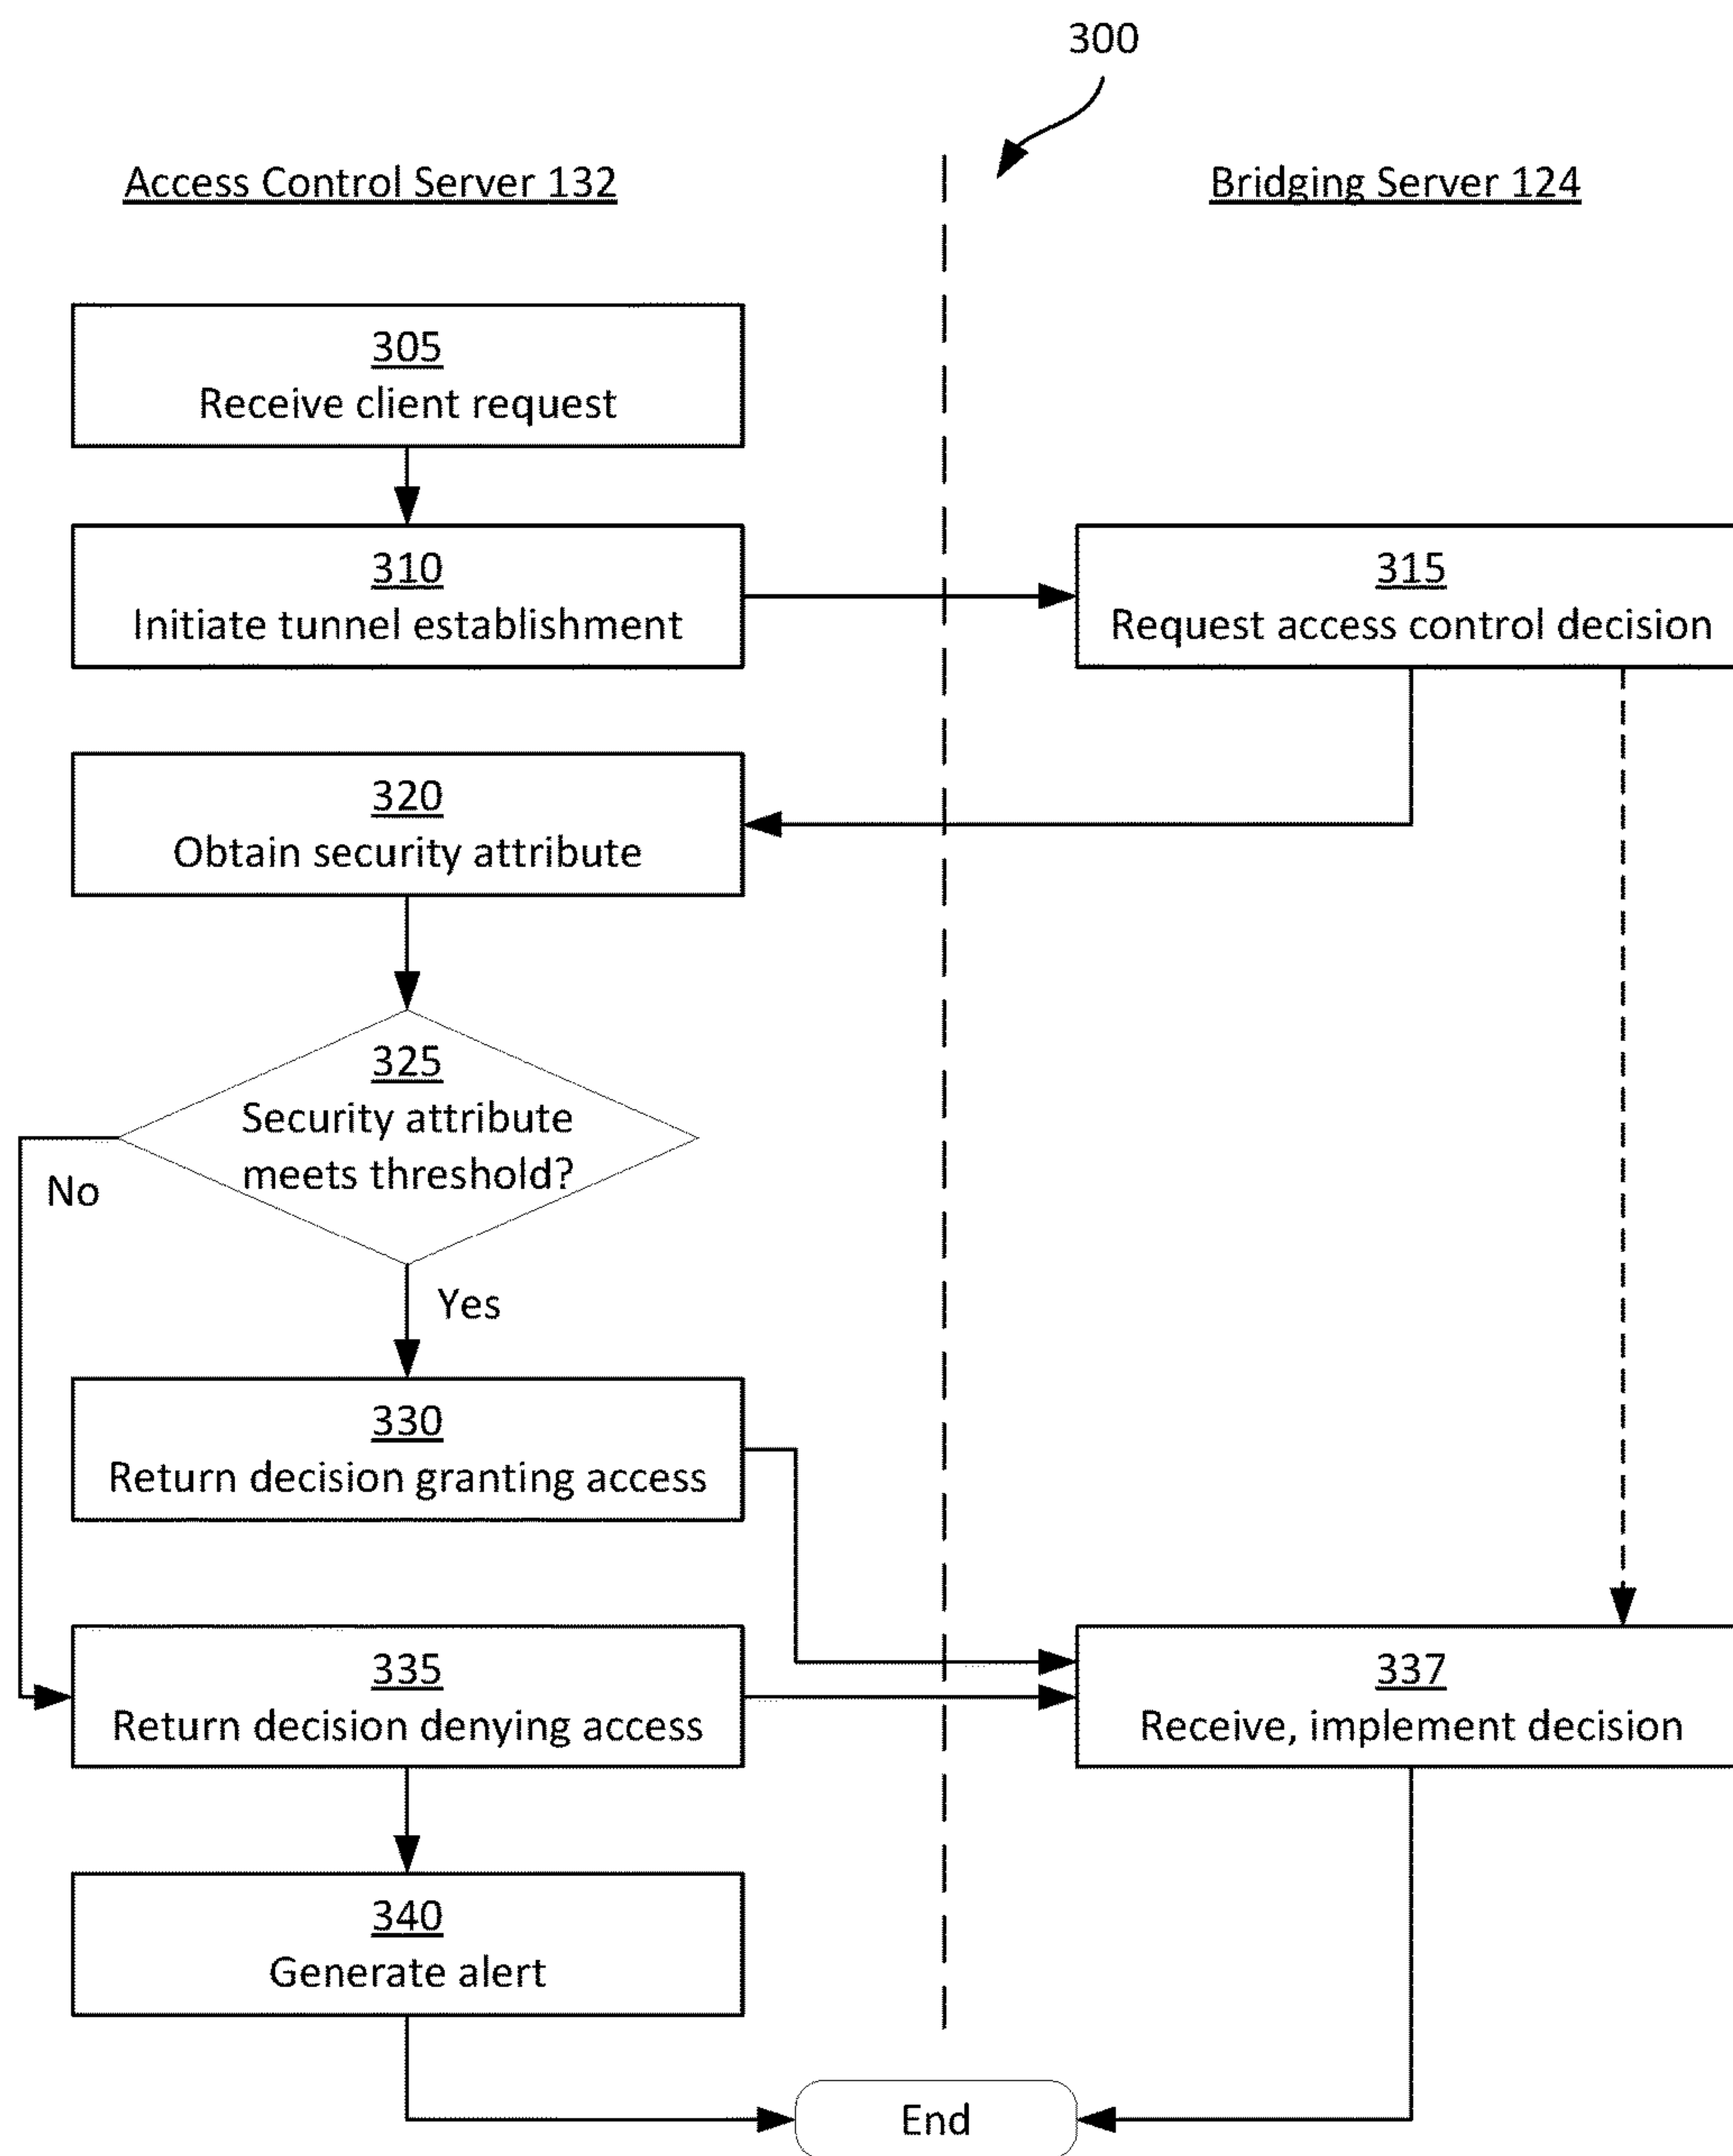 300
Access Control Server 132
Bridging Server 124
305
Receive client request
310
Initiate tunnel establishment
315
Request access control decision
320
Obtain security attribute
325
Security attribute
meets threshold?
No
Yes
330
Return decision granting access
335
Return decision denying access
337
Receive, implement decision
340
Generate alert
End